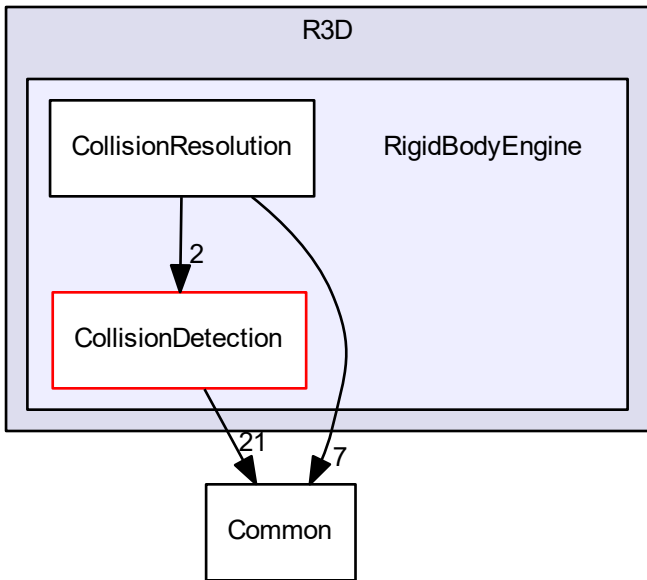 R3D
CollisionResolution
RigidBodyEngine
2
CollisionDetection
21
7
Common